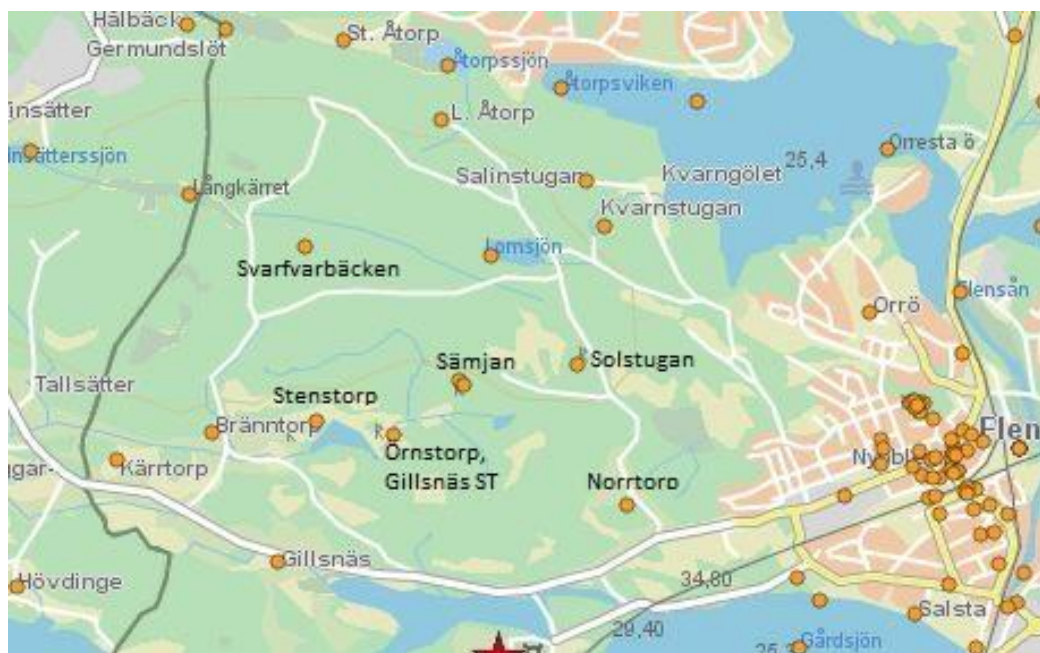 Hälbäck
Germundslöt
St. Åtorp
Åtorpssjön
Åtorpsviken
insätter
L. Åtorp
nsätterssjön
Orresta ö
25,4
Långkärret
Salinstugan
Kvarngölet
Kvarnstugan
Svarfvarbäcken
Lomsjön
Flensån
Orrö
Sämjan
Solstugan
Tallsätter
Stenstorp
Bränntorp
Flen
Örnstorp,
Gillsnäs ST
ugar-
Kärrtorp
Norrtorp
Gillsnäs
Hövdinge
34,80
Salsta
29,40
Gårdsjön